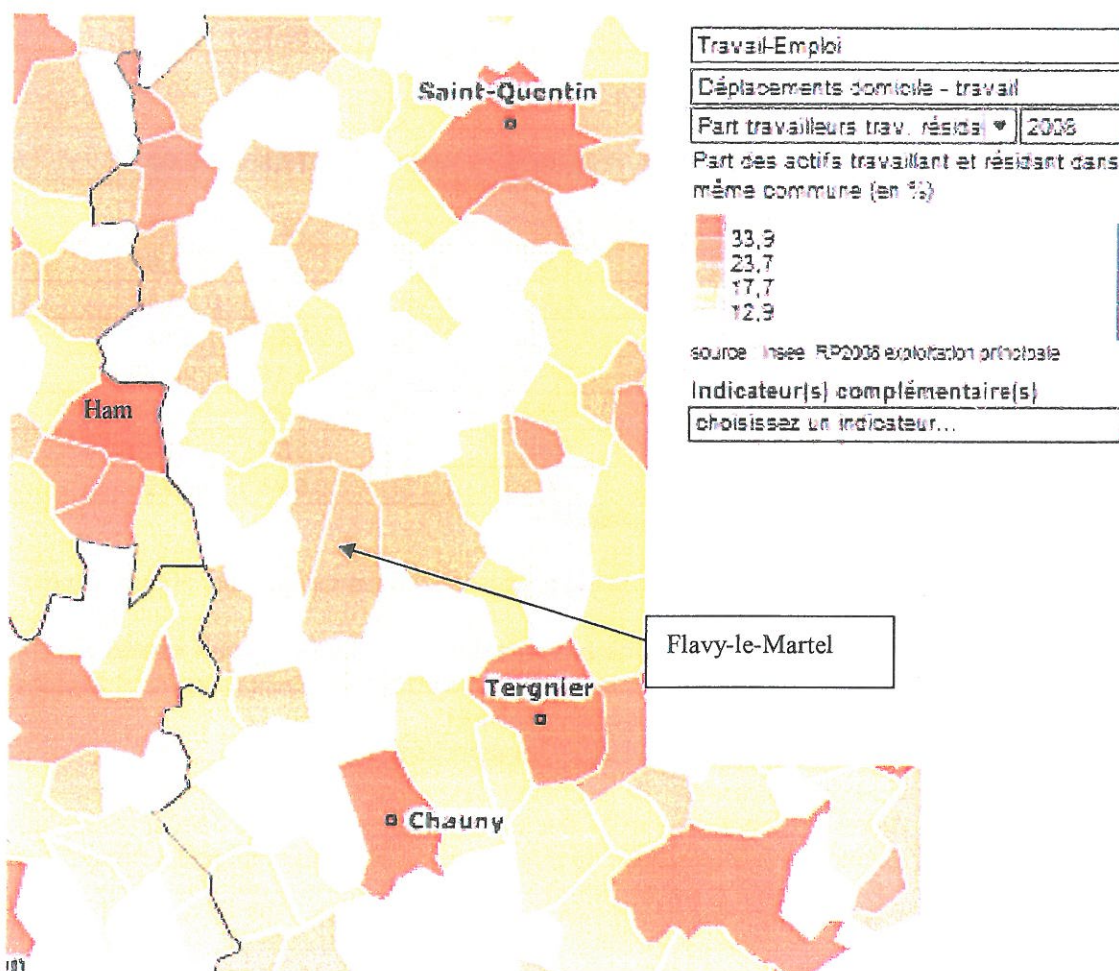 Saint-Quentin
Ham
Flavy-le-Martel
Tergnier
Chauny
Travail-Emploi
Déplacements domicile - travail
Part travailleurs trav. réside 2008
Part des actifs travaillant et résidant dans
même commune (en %)
33,9
23,7
17,7
12,9
source : Insee, RP2008 exploitation principale
Indicateur(s) complémentaire(s)
choisissez un indicateur...